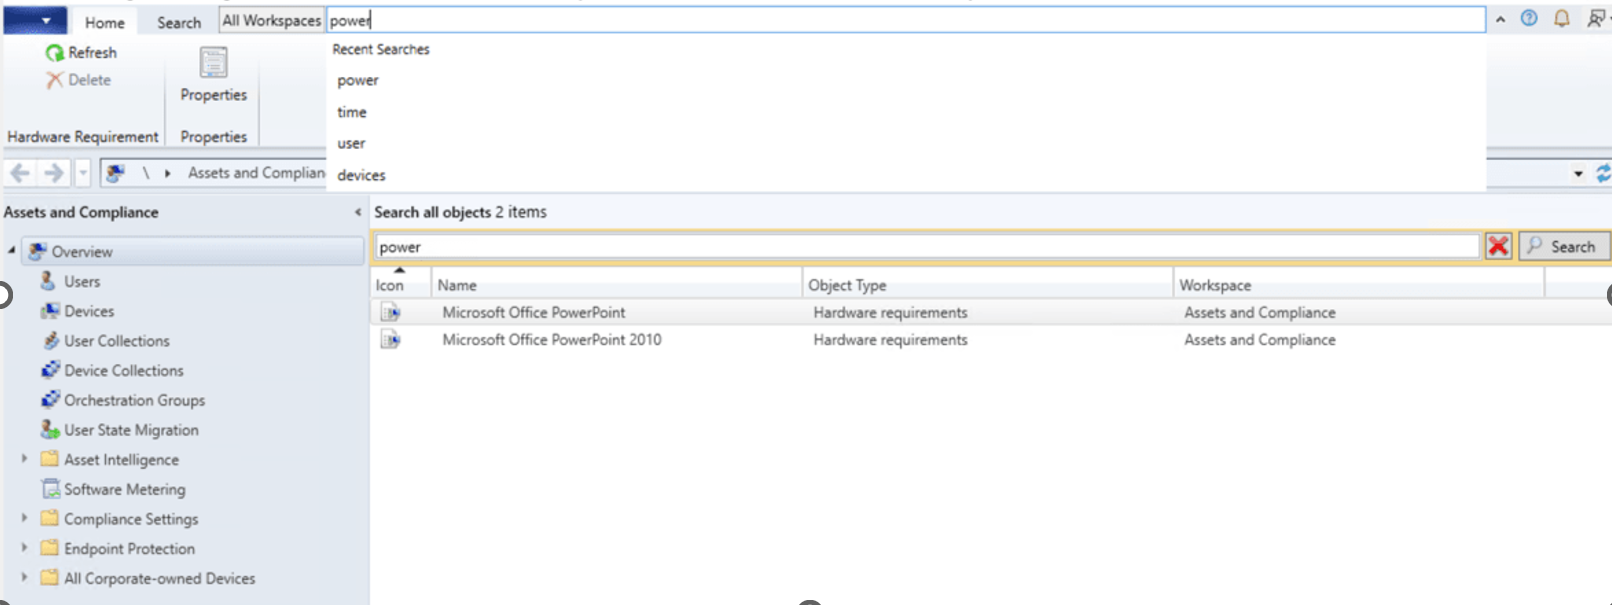 Home Search All Workspaces power
Recent Searches
Refresh
power
Delete
Properties
time
Hardware Requirement Properties
user
\ Assets and Complian
devices
Assets and Compliance
Search all objects 2 items
Overview
power Search
Users
Icon Name Object Type Workspace
Devices
Microsoft Office PowerPoint Hardware requirements Assets and Compliance
User Collections
Microsoft Office PowerPoint 2010 Hardware requirements Assets and Compliance
Device Collections
Orchestration Groups
User State Migration
Asset Intelligence
Software Metering
Compliance Settings
Endpoint Protection
All Corporate-owned Devices